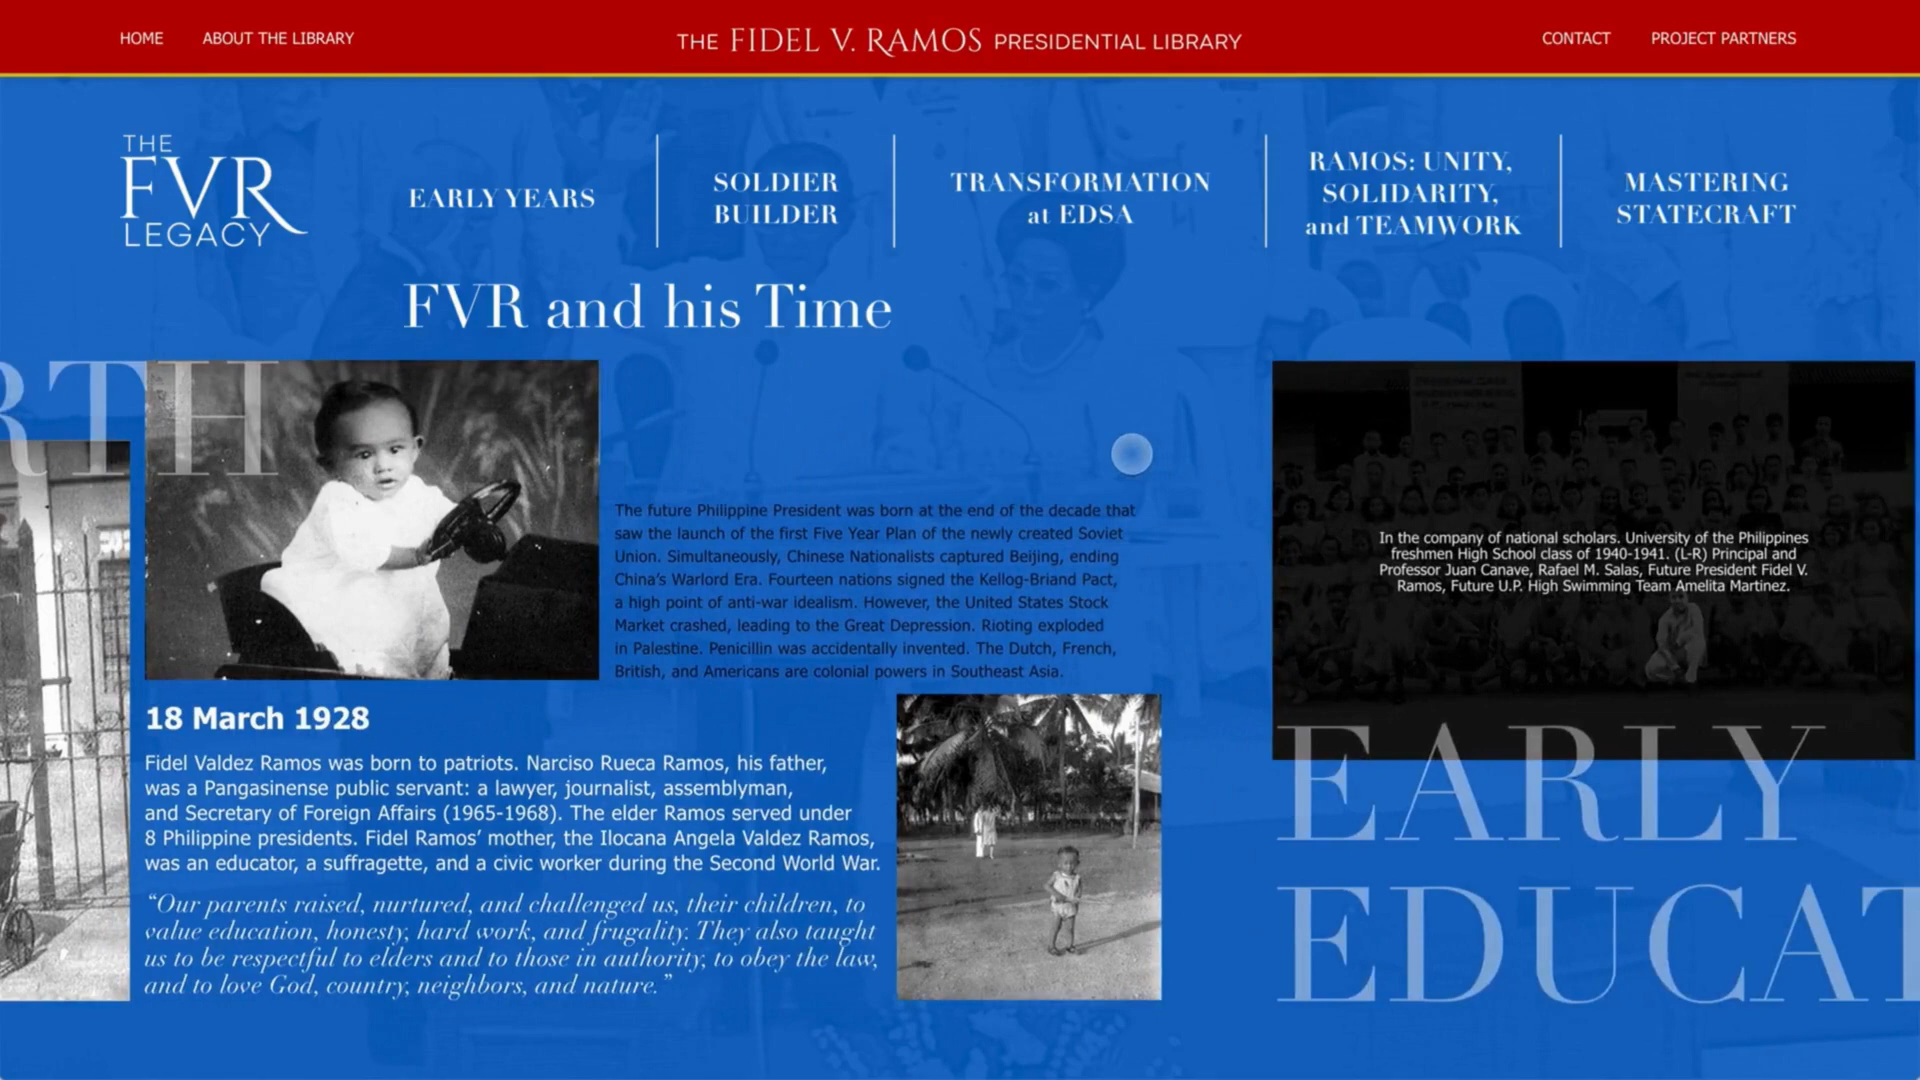 HOME
ABOUT THE LIBRARY
THE FIDEL V. RAMOS PRESIDENTIAL LIBRARY
CONTACT
PROJECT PARTNERS
THE
FVR
LEGACY
EARLY YEARS
SOLDIER
BUILDER
TRANSFORMATION
at EDSA
RAMOS: UNITY,
SOLIDARITY,
and TEAMWORK
MASTERING
STATECRAFT
FVR and his Time
RTH
The future Philippine President was born at the end of the decade that
saw the launch of the first Five Year Plan of the newly created Soviet
Union. Simultaneously, Chinese Nationalists captured Beijing, ending
China's Warlord Era. Fourteen nations signed the Kellog-Briand Pact,
a high point of anti-war idealism. However, the United States Stock
Market crashed, leading to the Great Depression. Rioting exploded
in Palestine. Penicillin was accidentally invented. The Dutch, French,
British, and Americans are colonial powers in Southeast Asia.
18 March 1928
Fidel Valdez Ramos was born to patriots. Narciso Rueca Ramos, his father,
was a Pangasinense public servant: a lawyer, journalist, assemblyman,
and Secretary of Foreign Affairs (1965-1968). The elder Ramos served under
8 Philippine presidents. Fidel Ramos' mother, the Ilocana Angela Valdez Ramos,
was an educator, a suffragette, and a civic worker during the Second World War.
“Our parents raised, nurtured, and challenged us, their children, to
value education, honesty, hard work, and frugality. They also taught
us to be respectful to elders and to those in authority, to obey the law,
and to love God, country, neighbors, and nature.”
In the company of national scholars. University of the Philippines
freshmen High School class of 1940-1941. (L-R) Principal and
Professor Juan Canave, Rafael M. Salas, Future President Fidel V.
Ramos, Future U.P. High Swimming Team Amelita Martinez.
EARLY
EDUCAT